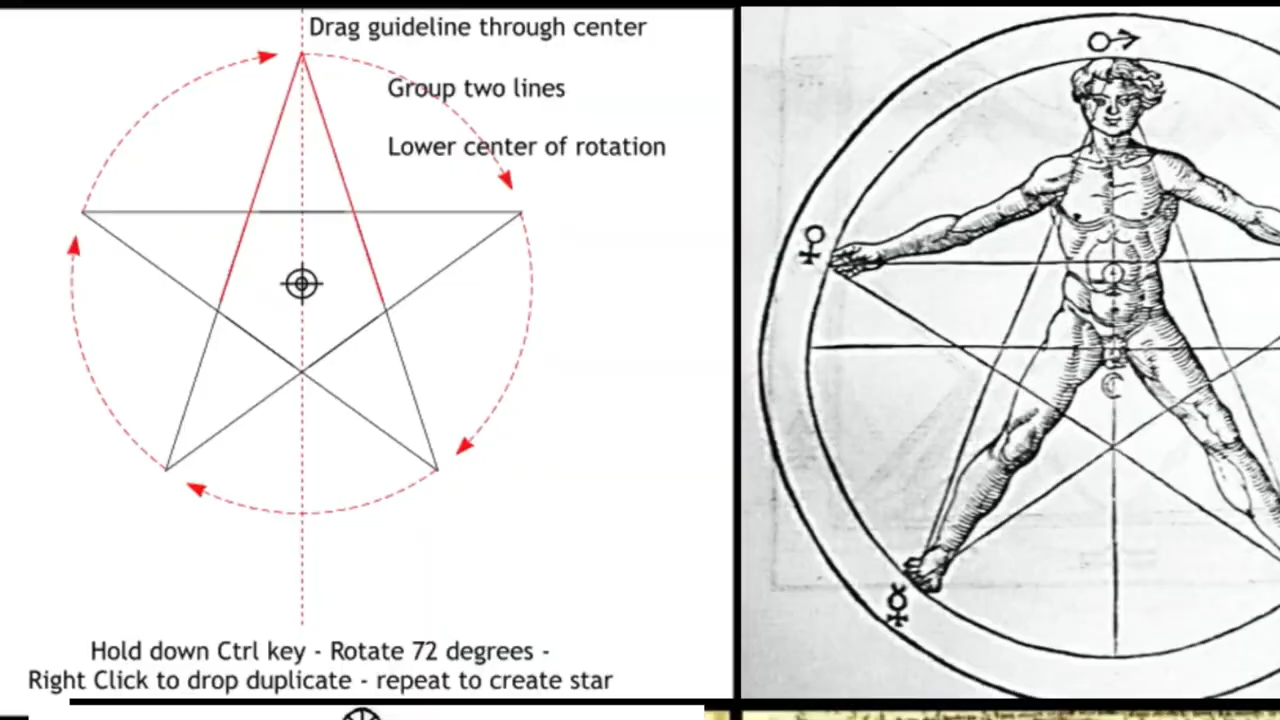 Drag guideline through center
Group two lines
Lower center of rotation
Hold down Ctrl key - Rotate 72 degrees -
Right Click to drop duplicate - repeat to create star